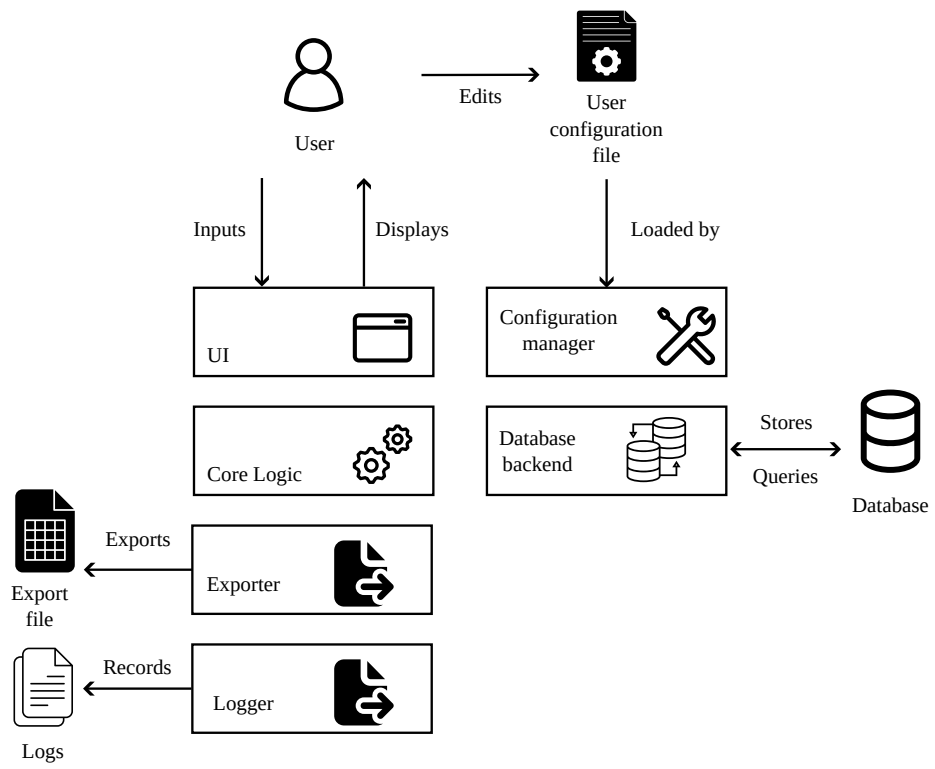 Edits
User
User
configuration
file
Inputs
Displays
Loaded by
UI
Configuration
manager
Core Logic
Database
backend
Stores
Queries
Database
Exports
Exporter
Export
file
Records
Logger
Logs